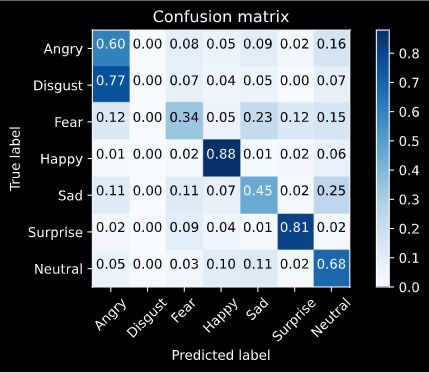 Confusion matrix
Angry 0.60 0.00 0.08 0.05 0.09 0.02 0.16
Disgust 0.77 0.00 0.07 0.04 0.05 0.00 0.07
Fear 0.12 0.00 0.34 0.05 0.23 0.12 0.15
Happy 0.01 0.00 0.02 0.88 0.01 0.02 0.06
Sad 0.11 0.00 0.11 0.07 0.45 0.02 0.25
Surprise 0.02 0.00 0.09 0.04 0.01 0.81 0.02
Neutral 0.05 0.00 0.03 0.10 0.11 0.02 0.68
True label
Angry Disgust Fear Happy Sad Surprise Neutral
Predicted label
0.8
0.7
0.6
0.5
0.4
0.3
0.2
0.1
0.0